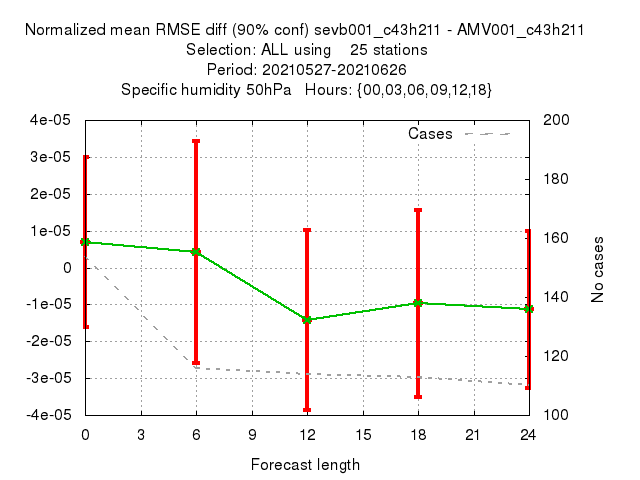 Normalized mean RMSE diff (90% conf) sevb001_c43h211 - AMV001_c43h211
Selection: ALL using 25 stations
Period: 20210527-20210626
Specific humidity 50hPa Hours: {00,03,06,09,12,18}
Cases
4e-05
3e-05
2e-05
1e-05
0
-1e-05
-2e-05
-3e-05
-4e-05
200
180
160
140
120
100
No cases
0 3 6 9 12 15 18 21 24
Forecast length